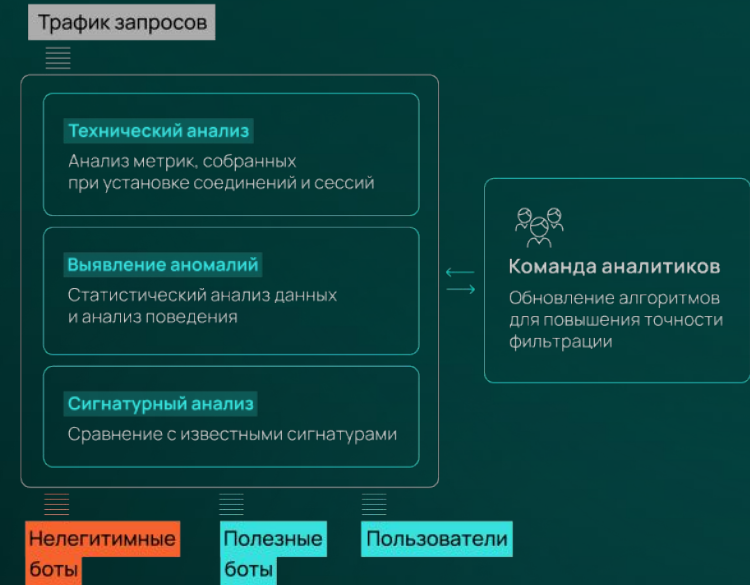 Трафик запросов
Технический анализ
Анализ метрик, собранных
при установке соединений и сессий
Выявление аномалий
Статистический анализ данных
и анализ поведения
Сигнатурный анализ
Сравнение с известными сигнатурами
Команда аналитиков
Обновление алгоритмов
для повышения точности
фильтрации
Нелегитимные
боты
Полезные
боты
Пользователи